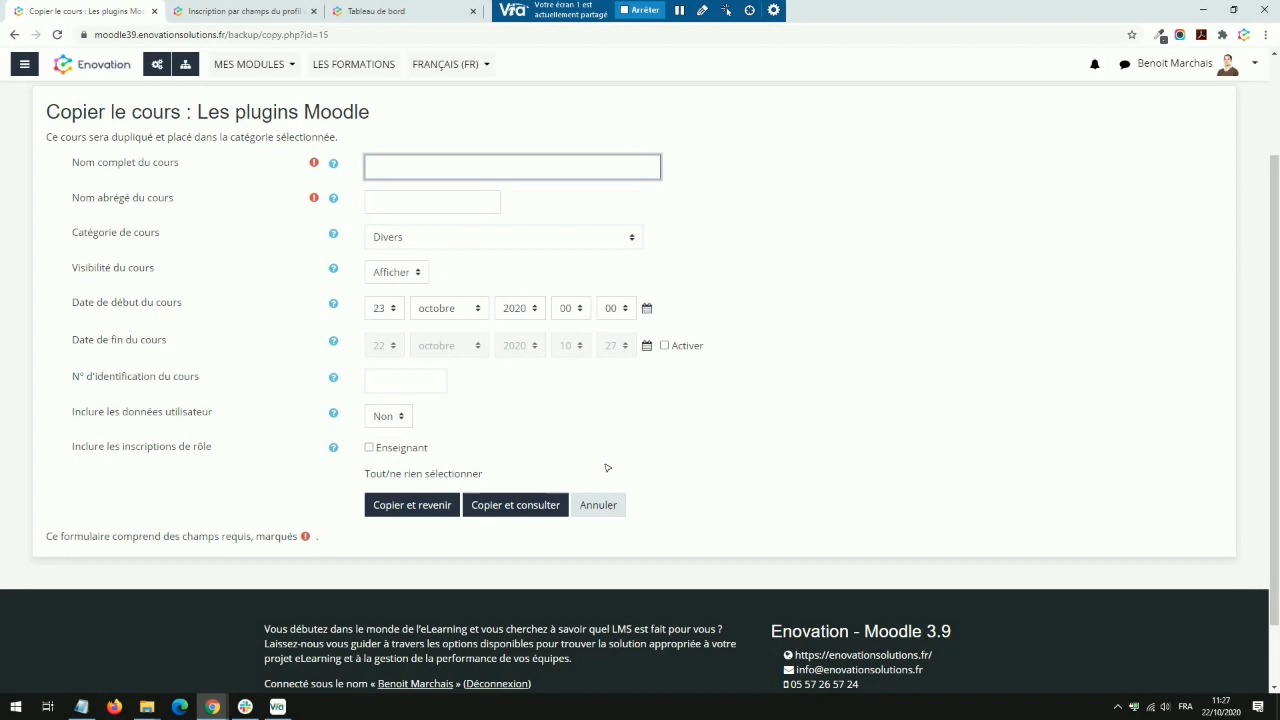 Copier le cours : Les plugins Mo
Inscription par champs du profil
Tableau de bord
Vía
Votre écran 1 est
actuellement partagé
Arrêter
moodle39.enovationsolutions.fr/backup/copy.php?id=15
Enovation
MES MODULES
LES FORMATIONS
FRANÇAIS (FR)
Benoit Marchais
Copier le cours : Les plugins Moodle
Ce cours sera dupliqué et placé dans la catégorie sélectionnée.
Nom complet du cours
Nom abrégé du cours
Catégorie de cours
Divers
Visibilité du cours
Afficher
Date de début du cours
23 octobre 2020 00 00
Date de fin du cours
22 octobre 2020 10 27 Activer
N° d'identification du cours
Inclure les données utilisateur
Non
Inclure les inscriptions de rôle
Enseignant
Tout/ne rien sélectionner
Copier et revenir
Copier et consulter
Annuler
Ce formulaire comprend des champs requis, marqués .
Vous débutez dans le monde de l'eLearning et vous cherchez à savoir quel LMS est fait pour vous ?
Laissez-nous vous guider à travers les options disponibles pour trouver la solution appropriée à votre
projet eLearning et à la gestion de la performance de vos équipes.
Connecté sous le nom « Benoit Marchais » (Déconnexion)
Enovation - Moodle 3.9
https://enovationsolutions.fr/
info@enovationsolutions.fr
05 57 26 57 24
vía
FRA
11:27
22/10/2020